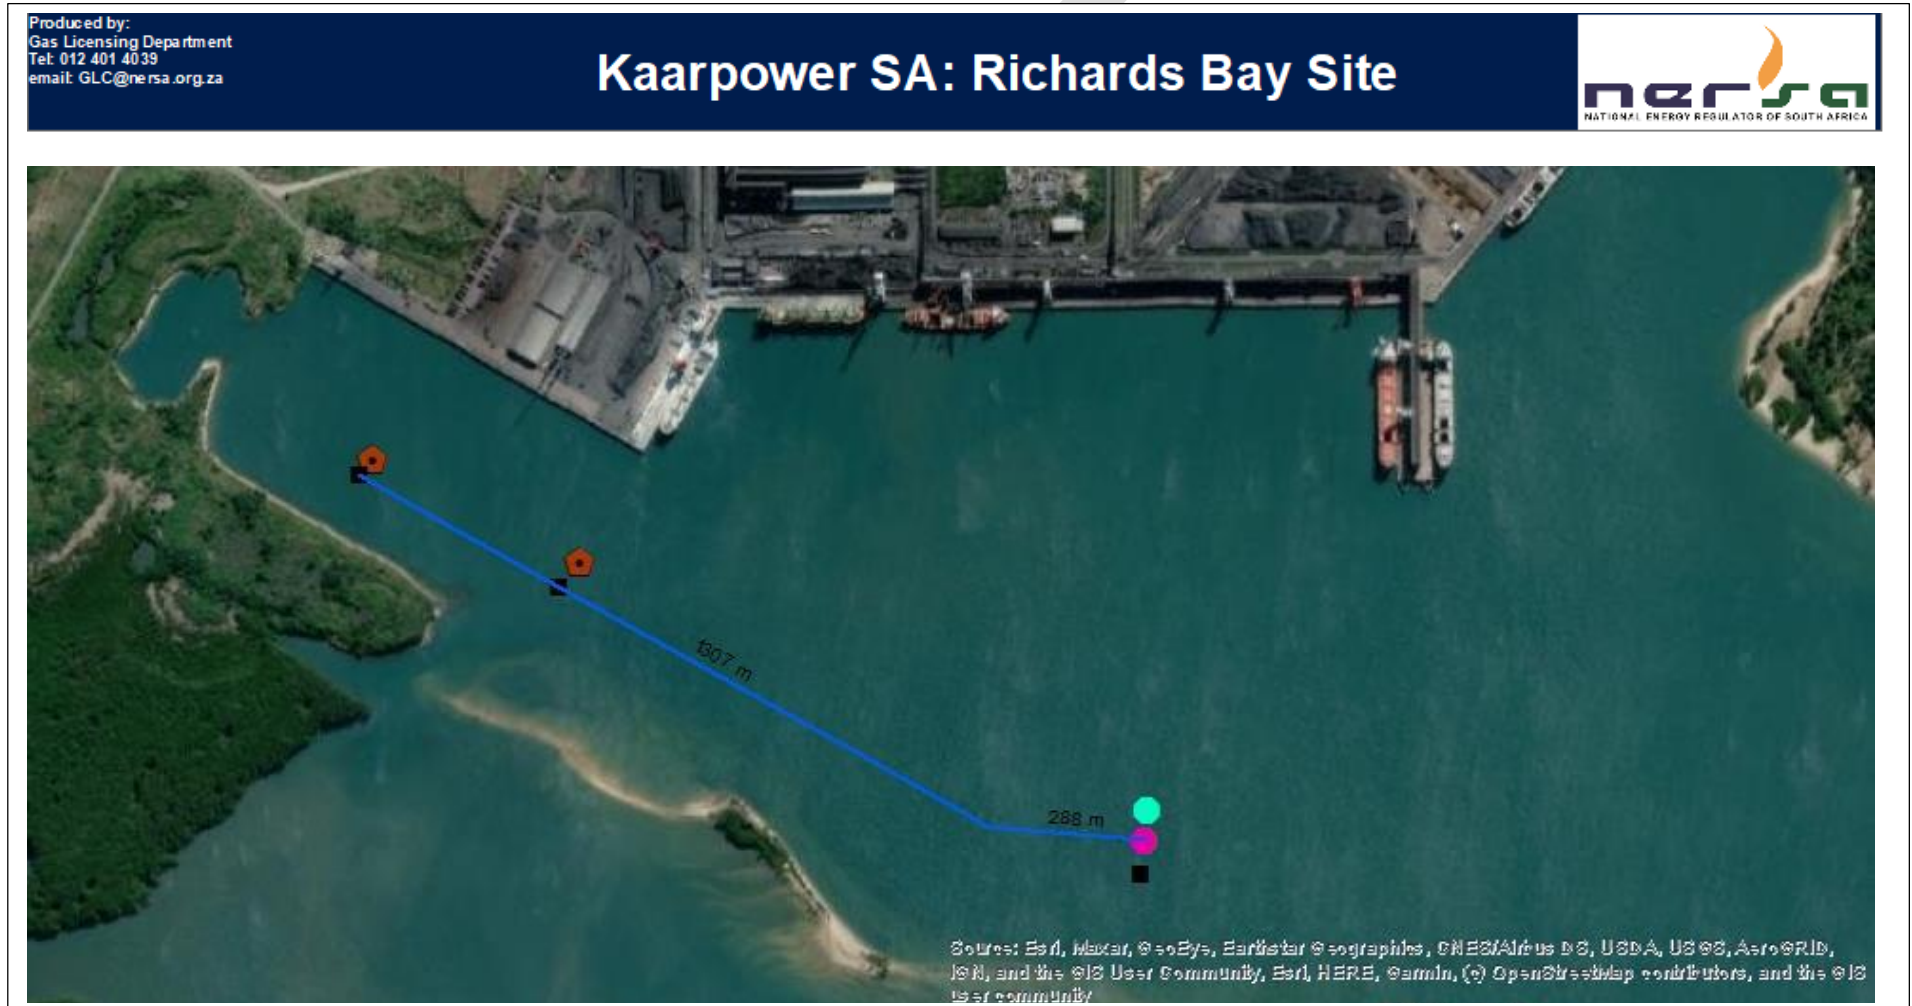 Produced by:
Gas Licensing Department
Tel: 012 401 4039
email: GLC@nersa.org.za
Kaarpower SA: Richards Bay Site
nersa
NATIONAL ENERGY REGULATOR OF SOUTH AFRICA
1307 m
288 m
Source: Esri, Maxar, GeoEye, Earthstar Geographics, CNES/Airbus DS, USDA, USGS, AeroGRID,
IGN, and the GIS User Community, Esri, HERE, Garmin, (c) OpenStreetMap contributors, and the GIS
user community